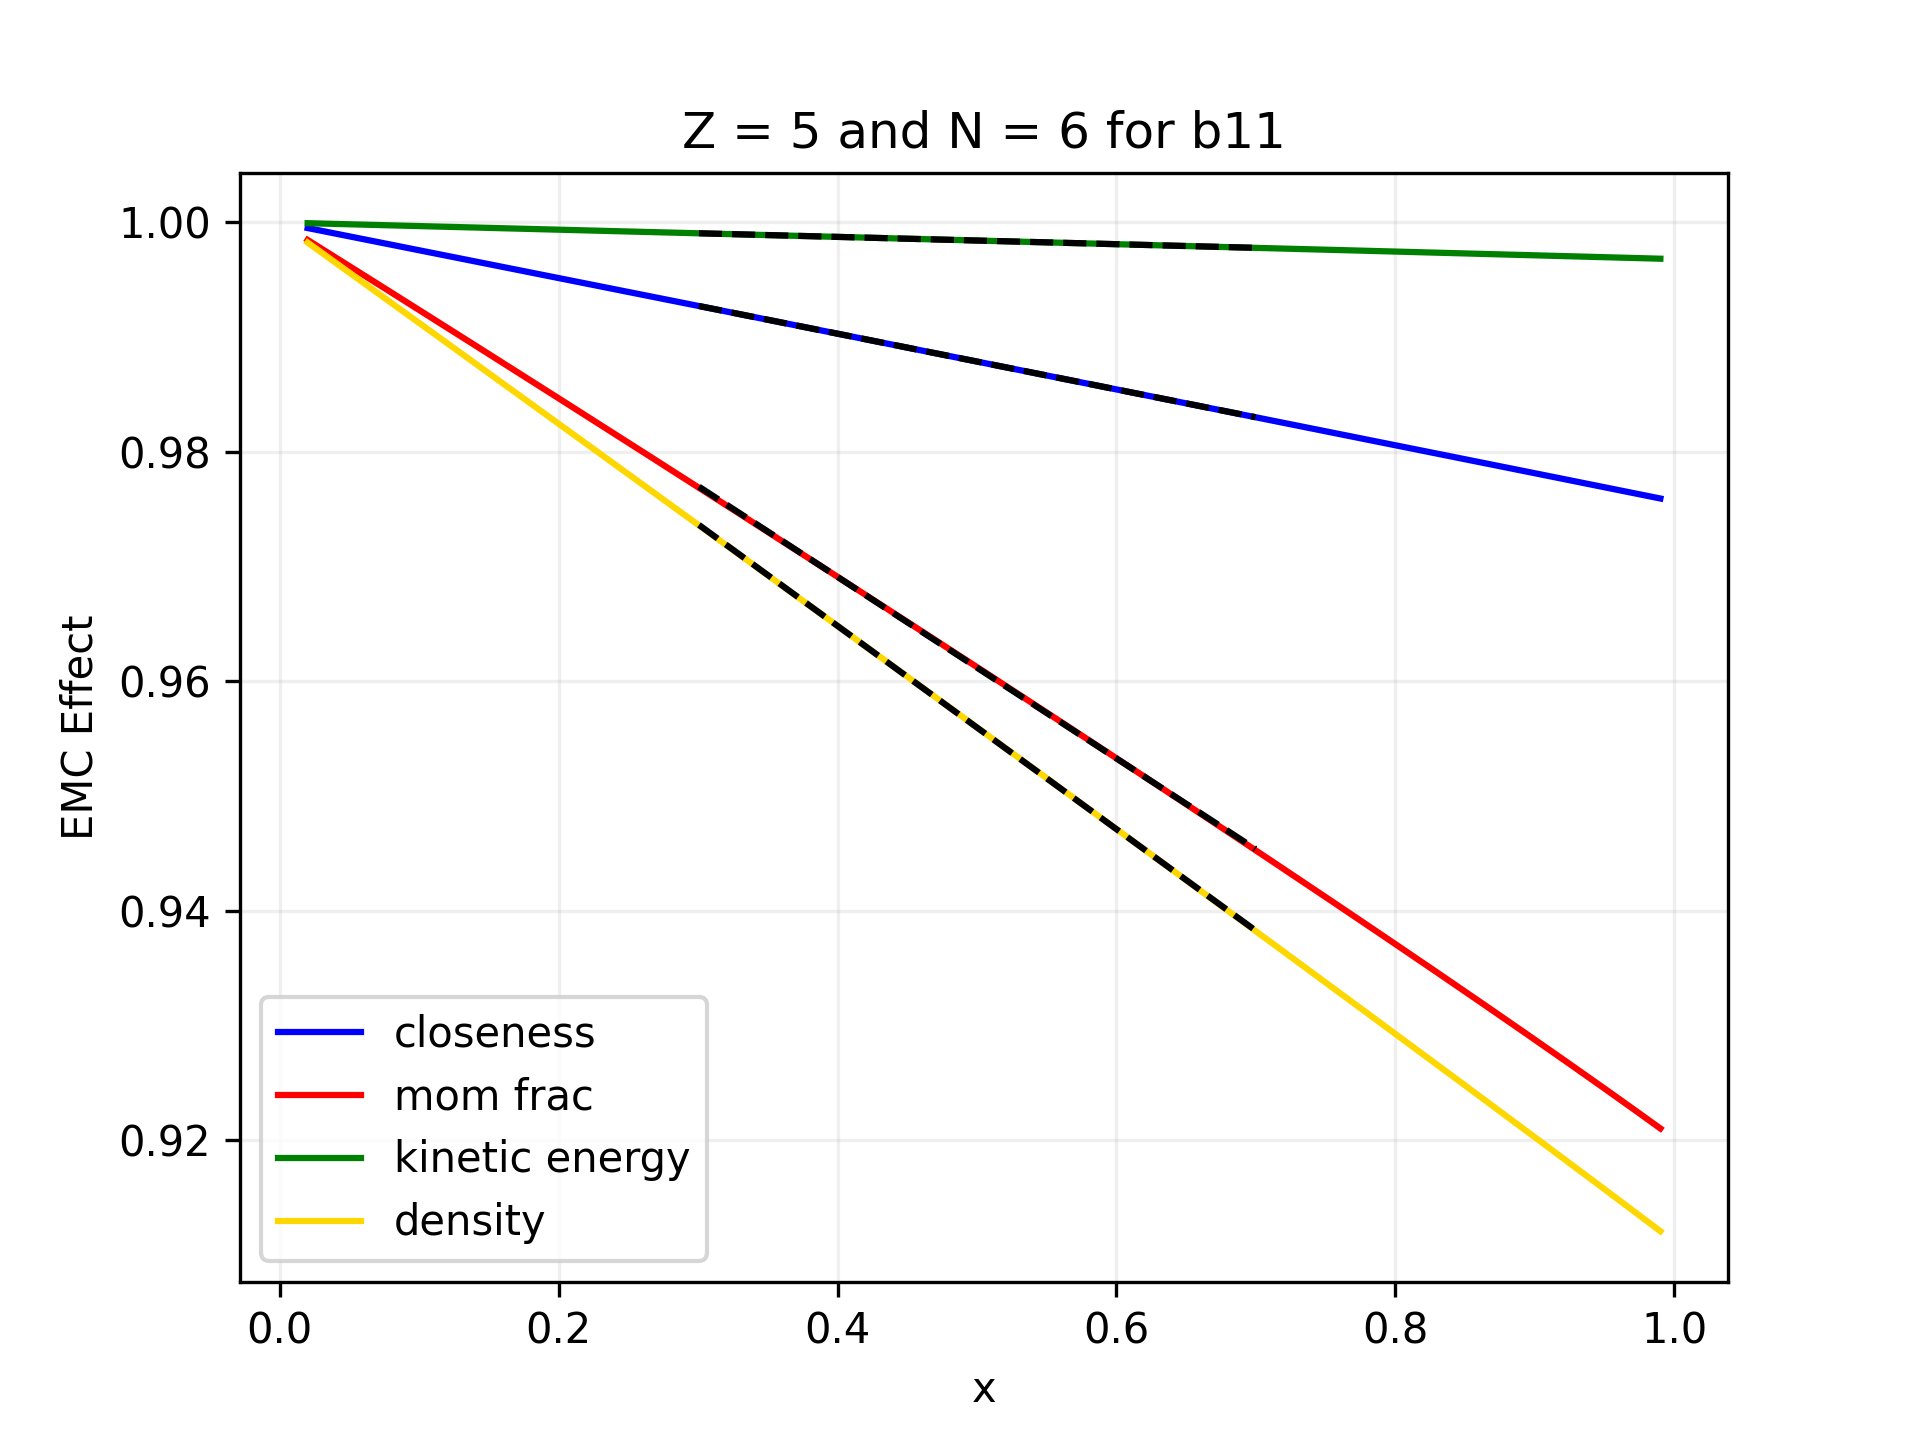 Z = 5 and N = 6 for b11
1.00
0.98
0.96
0.94
0.92
EMC Effect
closeness
mom frac
kinetic energy
density
0.0 0.2 0.4 0.6 0.8 1.0
x